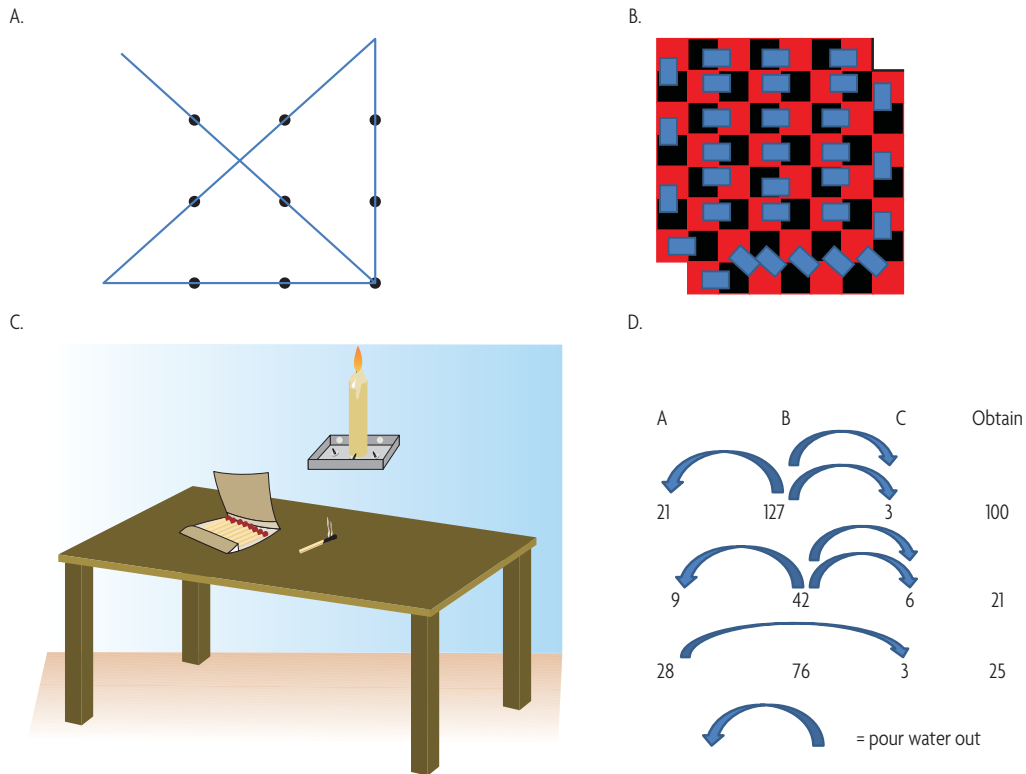 A.
B.
C.
D.
A B C Obtain
21 127 3 100
9 42 6 21
28 76 3 25
= pour water out